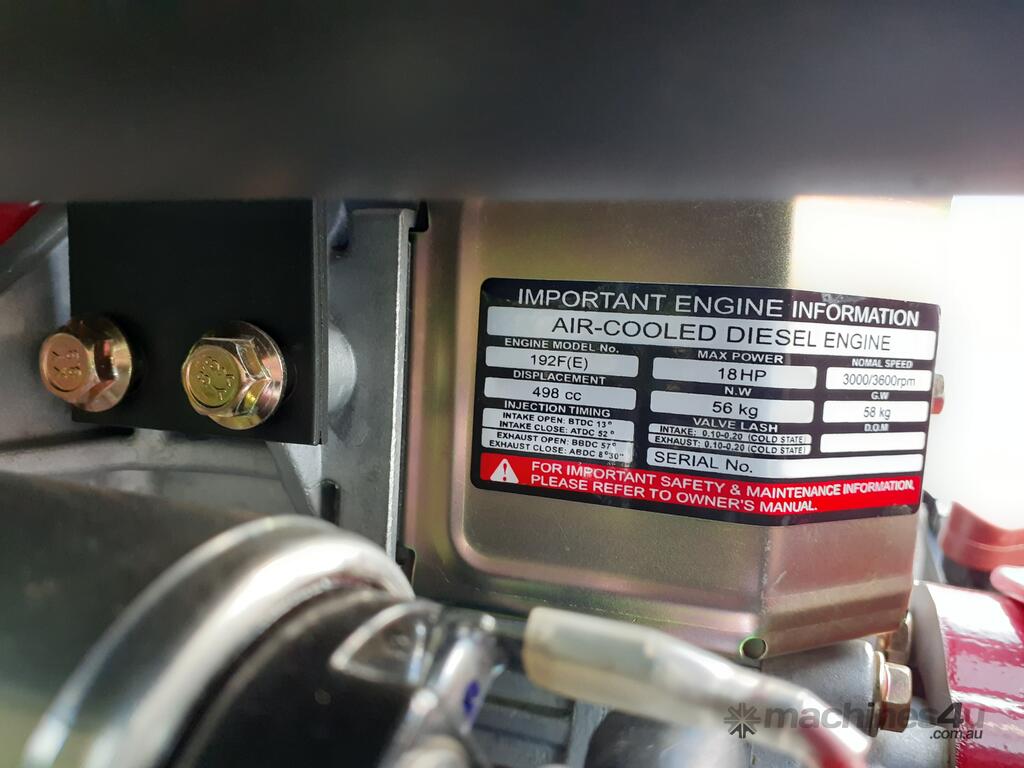 IMPORTANT ENGINE INFORMATION
AIR-COOLED DIESEL ENGINE
ENGINE MODEL No.
192F(E)
DISPLACEMENT
498 cc
INJECTION TIMING
INTAKE OPEN: BTDC 13°
INTAKE CLOSE: ATDC 52°
EXHAUST OPEN: BBDC 57°
EXHAUST CLOSE: ABDC 8°30"
MAX POWER
18HP
N.W
56 kg
VALVE LASH
INTAKE: 0.10-0.20 (COLD STATE)
EXHAUST: 0.10-0.20 (COLD STATE)
NOMAL SPEED
3000/3600rpm
G.W
58 kg
D.O.M
SERIAL No.
FOR IMPORTANT SAFETY & MAINTENANCE INFORMATION,
PLEASE REFER TO OWNER'S MANUAL.
machines4u
.com.au